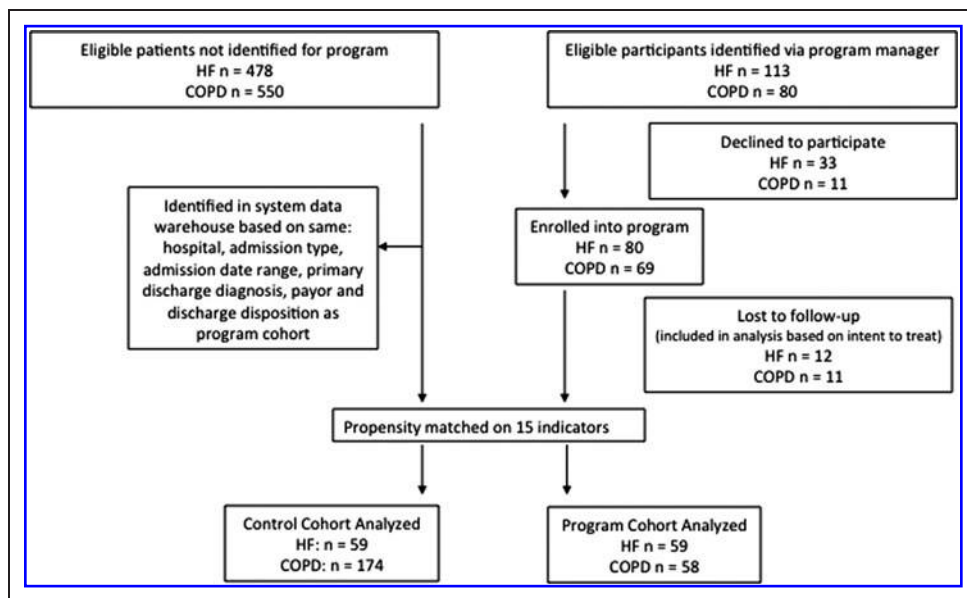 Eligible patients not identified for program
HF n = 478
COPD n = 550
Eligible participants identified via program manager
HF n = 113
COPD n = 80
Declined to participate
HF n = 33
COPD n = 11
Identified in system data
warehouse based on same:
hospital, admission type,
admission date range, primary
discharge diagnosis, payor and
discharge disposition as
program cohort
Enrolled into program
HF n = 80
COPD n = 69
Lost to follow-up
(included in analysis based on intent to treat)
HF n = 12
COPD n = 11
Propensity matched on 15 indicators
Control Cohort Analyzed
HF: n = 59
COPD: n = 174
Program Cohort Analyzed
HF n = 59
COPD n = 58